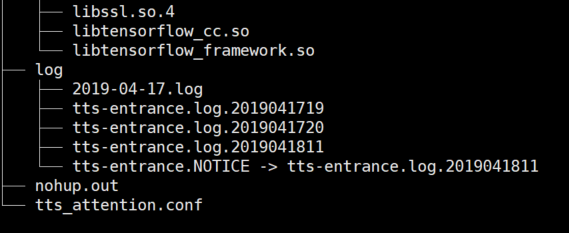 ├── libssl.so.4
├── libtensorflow_cc.so
└── libtensorflow_framework.so
├── log
├── 2019-04-17.log
├── tts-entrance.log.2019041719
├── tts-entrance.log.2019041720
├── tts-entrance.log.2019041811
└── tts-entrance.NOTICE -> tts-entrance.log.2019041811
├── nohup.out
└── tts_attention.conf